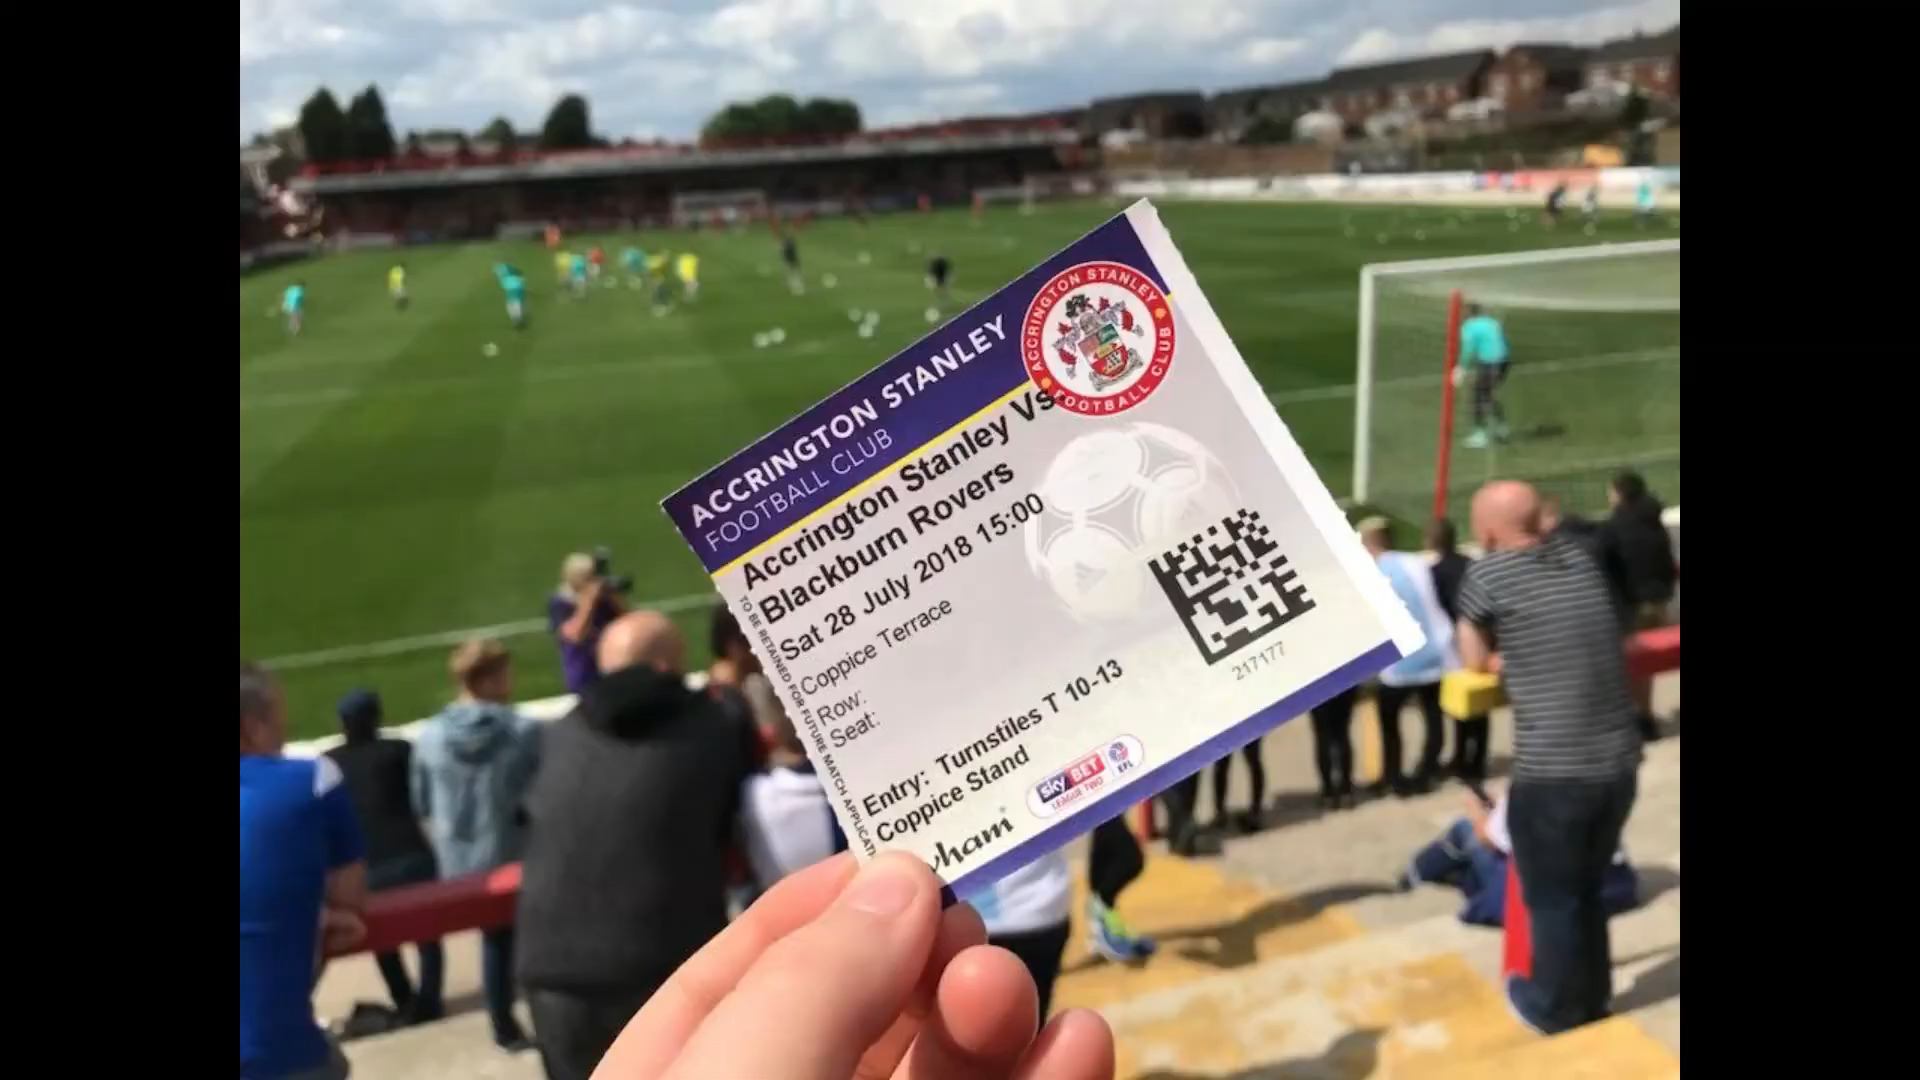 ACCRINGTON STANLEY
FOOTBALL CLUB
ACCRINGTON STANLEY
FOOTBALL CLUB
Accrington Stanley Vs
Blackburn Rovers
Sat 28 July 2018 15:00
Coppice Terrace
Row:
Seat:
Entry: Turnstiles T 10-13
Coppice Stand
217177
sky BET
LEAGUE TWO
EFL
TO BE RETAINED FOR FUTURE MATCH